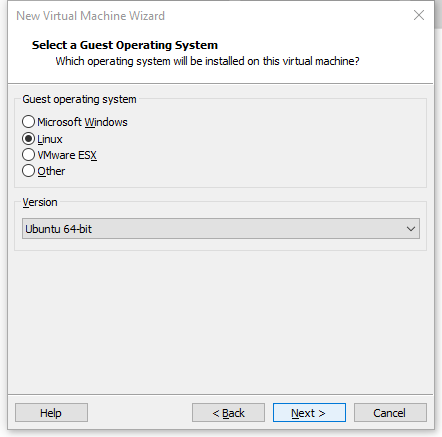 New Virtual Machine Wizard
Select a Guest Operating System
Which operating system will be installed on this virtual machine?
Guest operating system
Microsoft Windows
Linux
VMware ESX
Other
Version
Ubuntu 64-bit
Help
< Back
Next >
Cancel